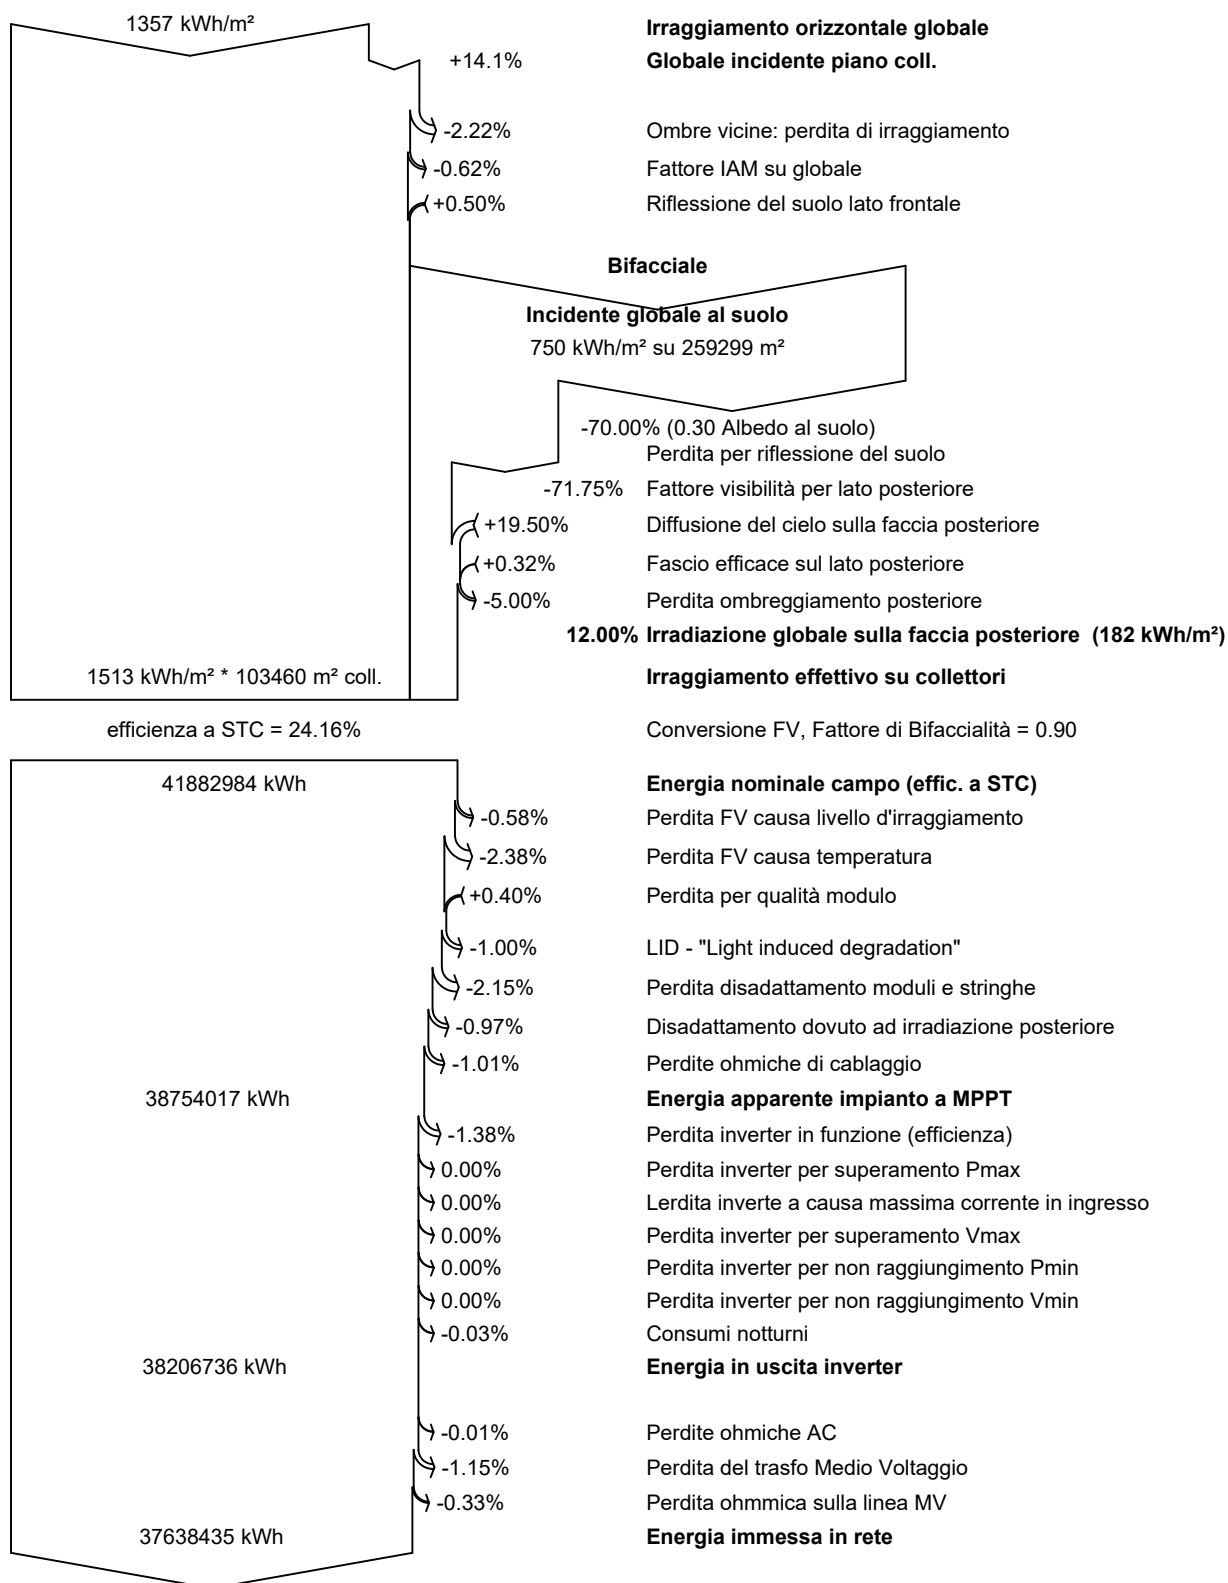 1357 kWh/m² Irraggiamento orizzontale globale
+14.1% Globale incidente piano coll.
-2.22% Ombre vicine: perdita di irraggiamento
-0.62% Fattore IAM su globale
+0.50% Riflessione del suolo lato frontale
Bifacciale
Incidente globale al suolo
750 kWh/m² su 259299 m²
-70.00% (0.30 Albedo al suolo)
Perdita per riflessione del suolo
-71.75% Fattore visibilità per lato posteriore
+19.50% Diffusione del cielo sulla faccia posteriore
+0.32% Fascio efficace sul lato posteriore
-5.00% Perdita ombreggiamento posteriore
12.00% Irradiazione globale sulla faccia posteriore (182 kWh/m²)
1513 kWh/m² * 103460 m² coll. Irraggiamento effettivo su collettori
efficienza a STC = 24.16% Conversione FV, Fattore di Bifaccialità = 0.90
41882984 kWh Energia nominale campo (effic. a STC)
-0.58% Perdita FV causa livello d'irraggiamento
-2.38% Perdita FV causa temperatura
+0.40% Perdita per qualità modulo
-1.00% LID - "Light induced degradation"
-2.15% Perdita disadattamento moduli e stringhe
-0.97% Disadattamento dovuto ad irradiazione posteriore
-1.01% Perdite ohmiche di cablaggio
38754017 kWh Energia apparente impianto a MPPT
-1.38% Perdita inverter in funzione (efficienza)
0.00% Perdita inverter per superamento Pmax
0.00% Lerdita inverte a causa massima corrente in ingresso
0.00% Perdita inverter per superamento Vmax
0.00% Perdita inverter per non raggiungimento Pmin
0.00% Perdita inverter per non raggiungimento Vmin
-0.03% Consumi notturni
38206736 kWh Energia in uscita inverter
-0.01% Perdite ohmiche AC
-1.15% Perdita del trasfo Medio Voltaggio
-0.33% Perdita ohmmica sulla linea MV
37638435 kWh Energia immessa in rete